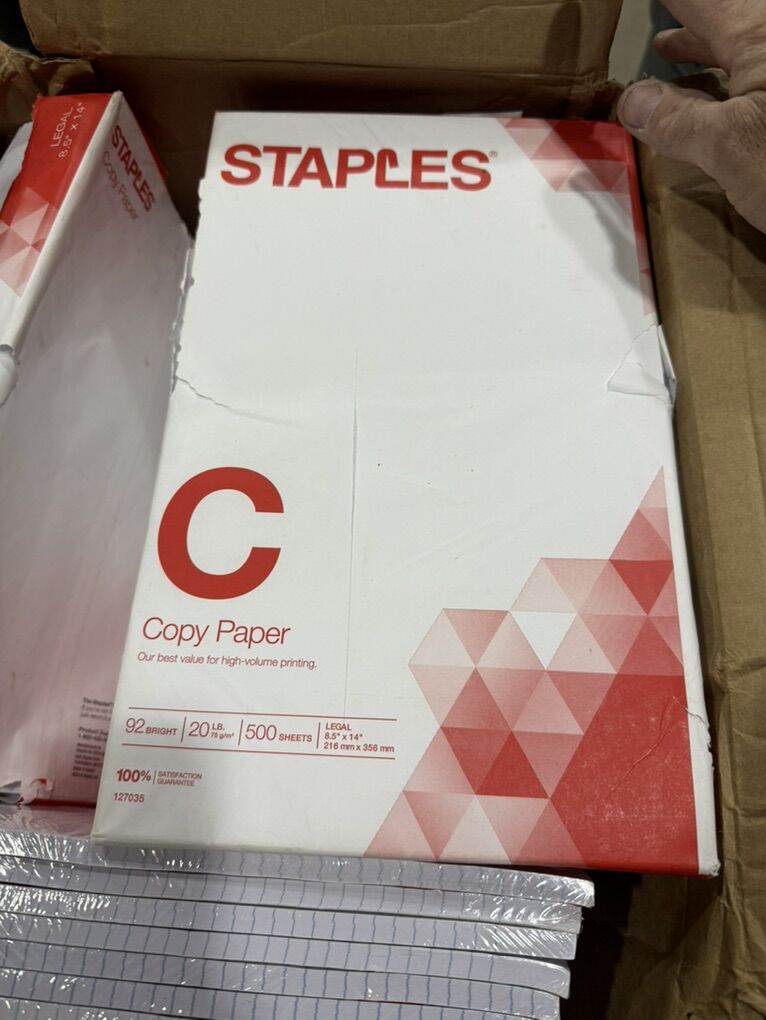 LEGAL
8.5" x 14"
STAPLES
Copy Paper
STAPLES®
C
Copy Paper
Our best value for high-volume printing.
92 BRIGHT | 20 LB. 75 g/m² | 500 SHEETS | LEGAL
8.5" x 14"
216 mm x 356 mm
100% | SATISFACTION
GUARANTEE
127035